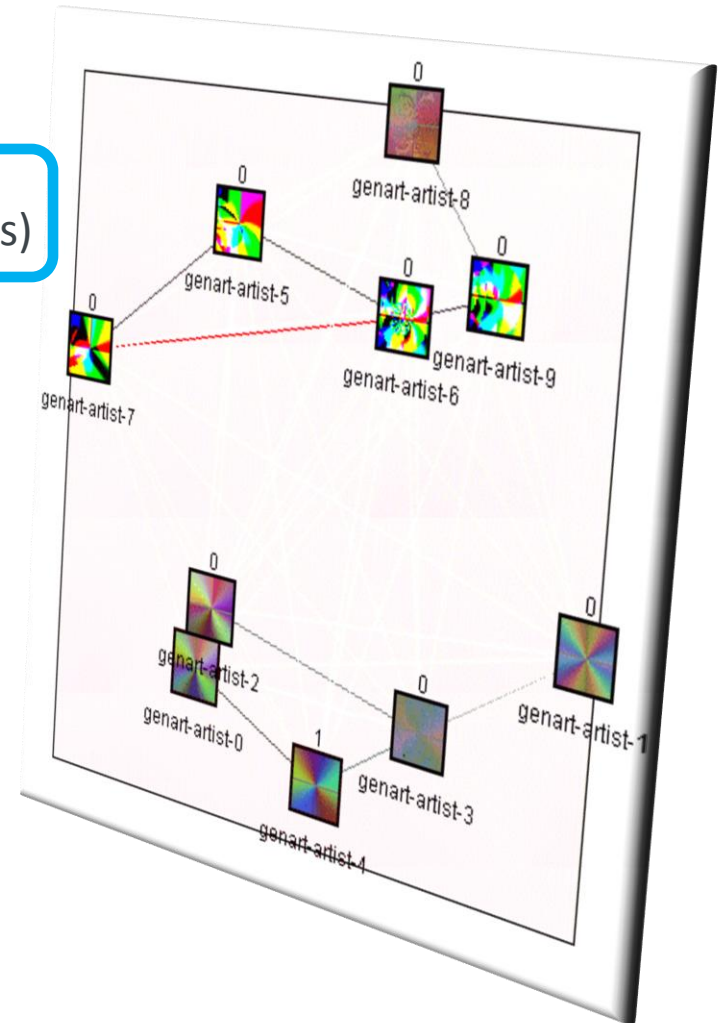 s)
0
genart-artist-8
0
genart-artist-5
0
genart-artist-9
0
genart-artist-6
0
genart-artist-7
0
genart-artist-2
0
genart-artist-1
genart-artist-0
0
genart-artist-3
1
genart-artist-4